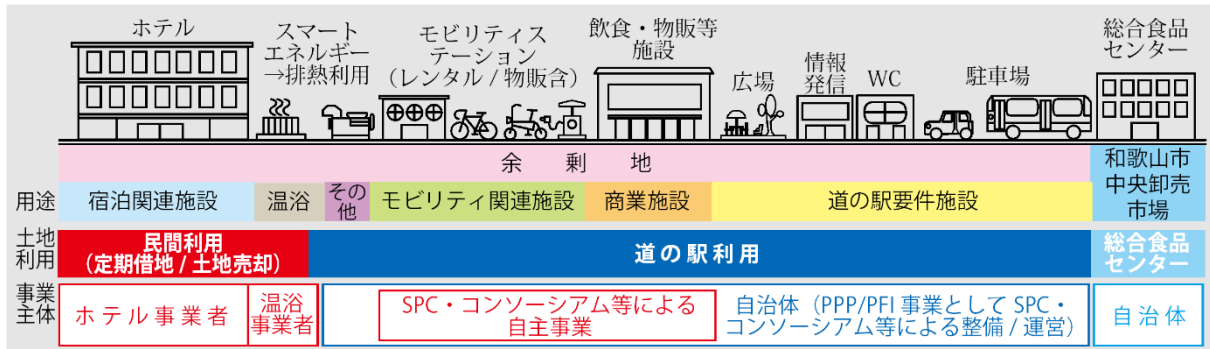 ホテル
スマート
エネルギー
→排熱利用
モビリティス
テーション
(レンタル / 物販含)
飲食・物販等
施設
広場
情報
発信
WC
駐車場
総合食品
センター
余剰地
和歌山市
中央卸売
市場
用途
宿泊関連施設
温浴
その
他
モビリティ関連施設
商業施設
道の駅要件施設
土地
利用
民間利用
(定期借地 / 土地売却)
道の駅利用
総合食品
センター
事業
主体
ホテル事業者
温浴
事業者
SPC・コンソーシアム等による
自主事業
自治体(PPP/PFI 事業として SPC・
コンソーシアム等による整備 / 運営)
自治体